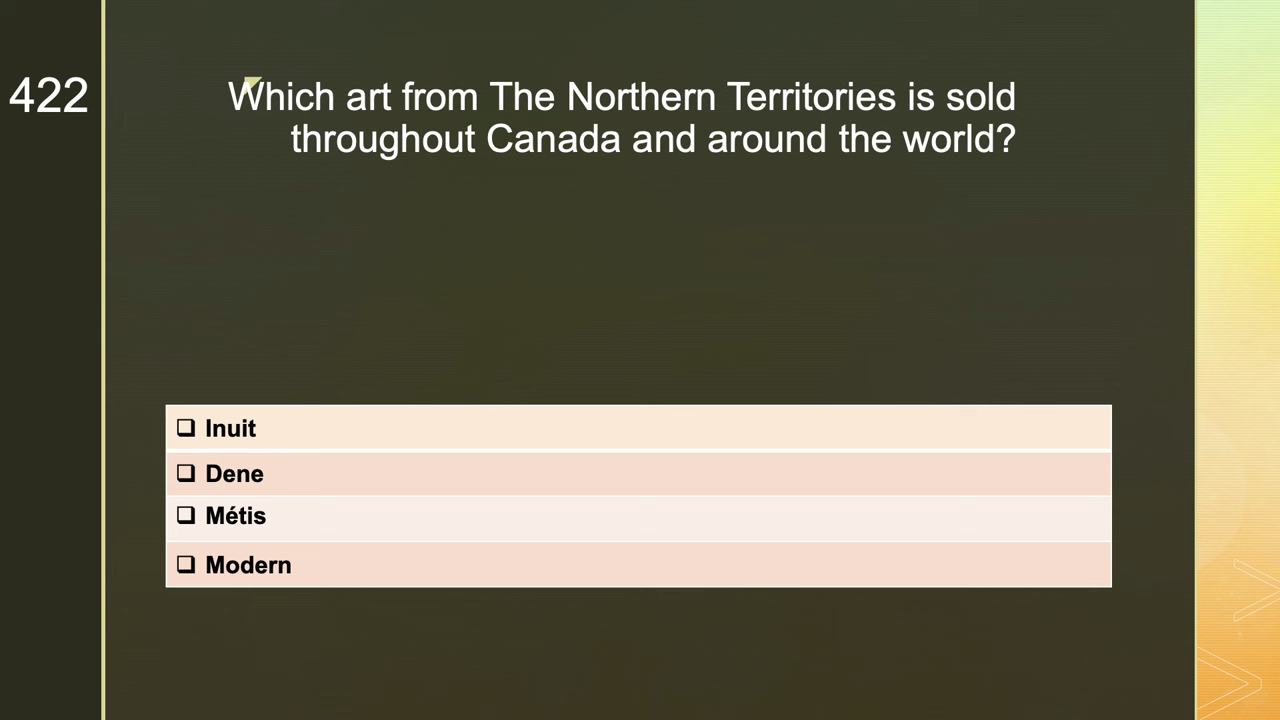 422
Which art from The Northern Territories is sold
throughout Canada and around the world?
❑ Inuit
❑ Dene
❑ Métis
❑ Modern